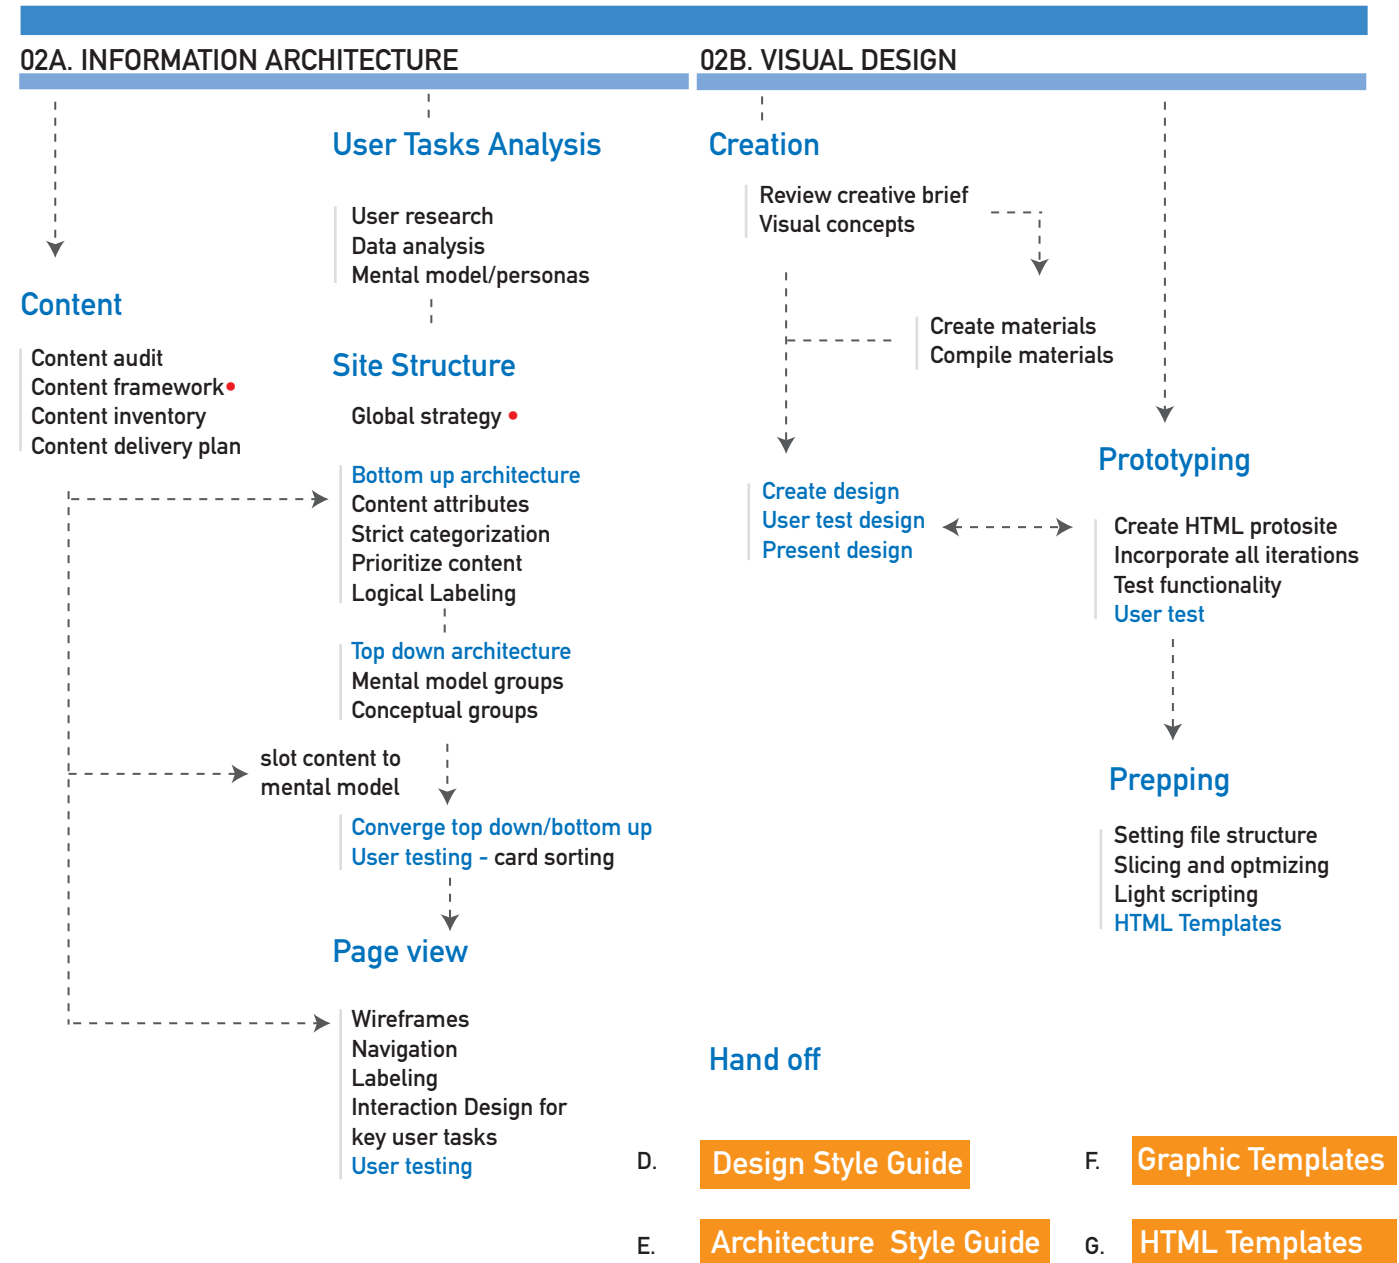 02A. INFORMATION ARCHITECTURE
Content
Content audit
Content framework•
Content inventory
Content delivery plan
User Tasks Analysis
User research
Data analysis
Mental model/personas
Site Structure
Global strategy •
Bottom up architecture
Content attributes
Strict categorization
Prioritize content
Logical Labeling
Top down architecture
Mental model groups
Conceptual groups
slot content to
mental model
Converge top down/bottom up
User testing - card sorting
Page view
Wireframes
Navigation
Labeling
Interaction Design for
key user tasks
User testing
02B. VISUAL DESIGN
Creation
Review creative brief
Visual concepts
Create materials
Compile materials
Create design
User test design
Present design
Prototyping
Create HTML protosite
Incorporate all iterations
Test functionality
User test
Prepping
Setting file structure
Slicing and optmizing
Light scripting
HTML Templates
Hand off
D. Design Style Guide
E. Architecture Style Guide
F. Graphic Templates
G. HTML Templates